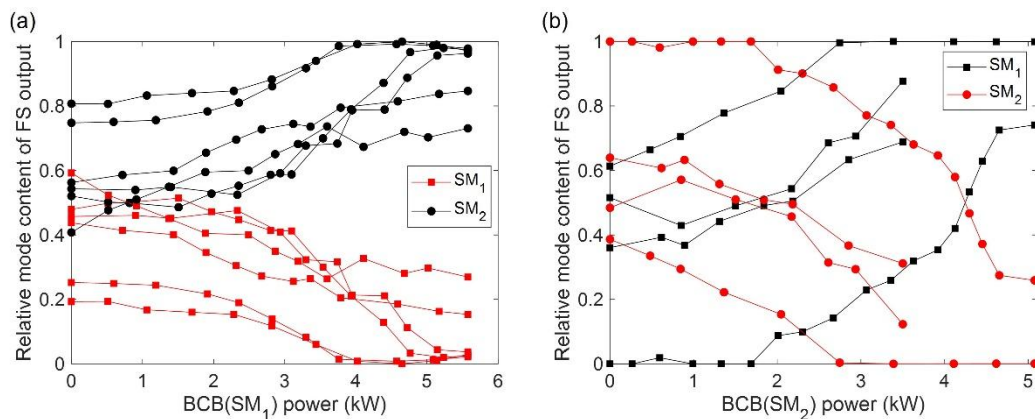 (a)
Relative mode content of FS output
1
0.8
0.6
0.4
0.2
0
SM₁
SM₂
0 1 2 3 4 5 6
BCB(SM₁) power (kW)
(b)
Relative mode content of FS output
1
0.8
0.6
0.4
0.2
0
SM₁
SM₂
0 1 2 3 4 5
BCB(SM₂) power (kW)